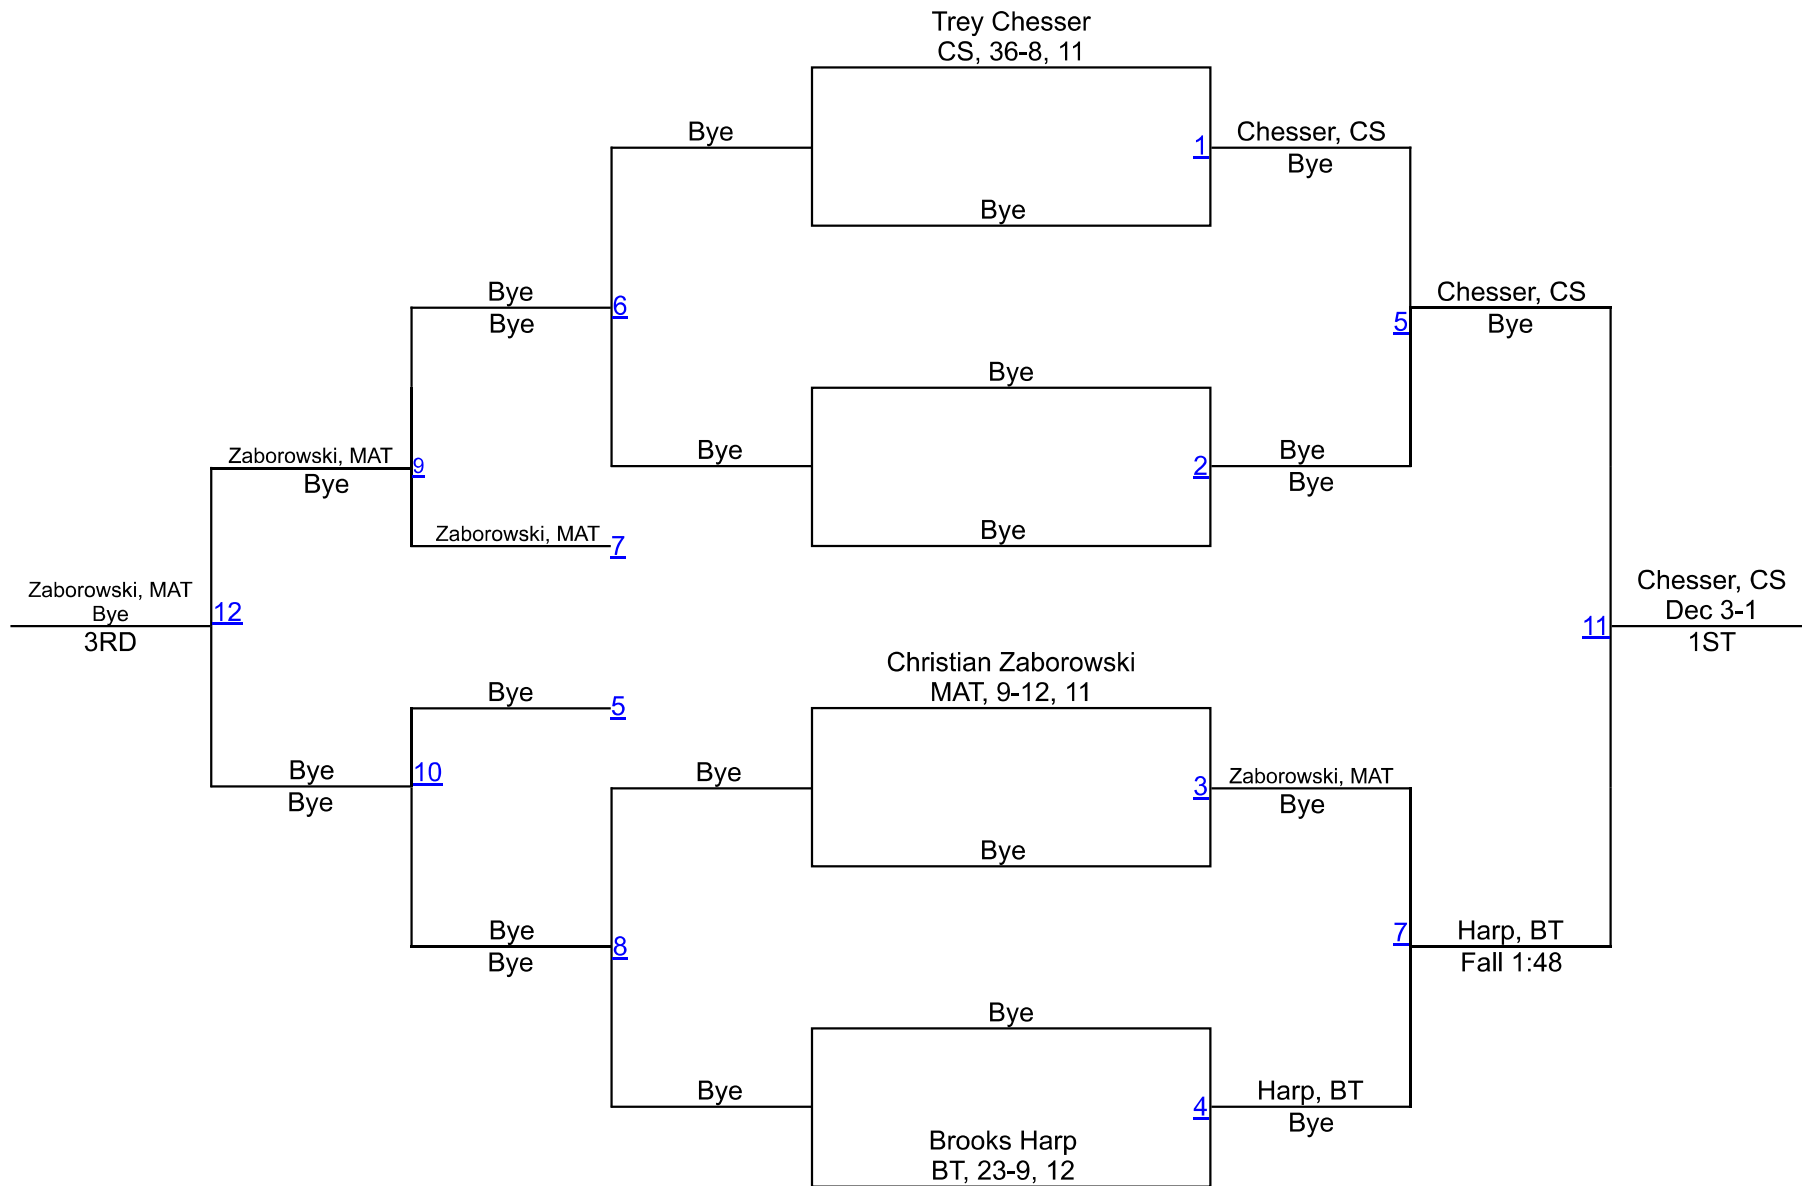 Trey Chesser
CS, 36-8, 11
Bye
1
Chesser, CS
Bye
Bye
Bye
Bye
6
Chesser, CS
5
Bye
Bye
Zaborowski, MAT
9
Bye
Bye
2
Bye
Bye
Zaborowski, MAT
7
Bye
Zaborowski, MAT
Bye
12
3RD
Chesser, CS
Dec 3-1
11
1ST
Christian Zaborowski
MAT, 9-12, 11
Bye
5
Bye
10
Bye
Bye
3
Zaborowski, MAT
Bye
Bye
Bye
8
Bye
7
Harp, BT
Fall 1:48
Bye
Bye
4
Harp, BT
Bye
Brooks Harp
BT, 23-9, 12